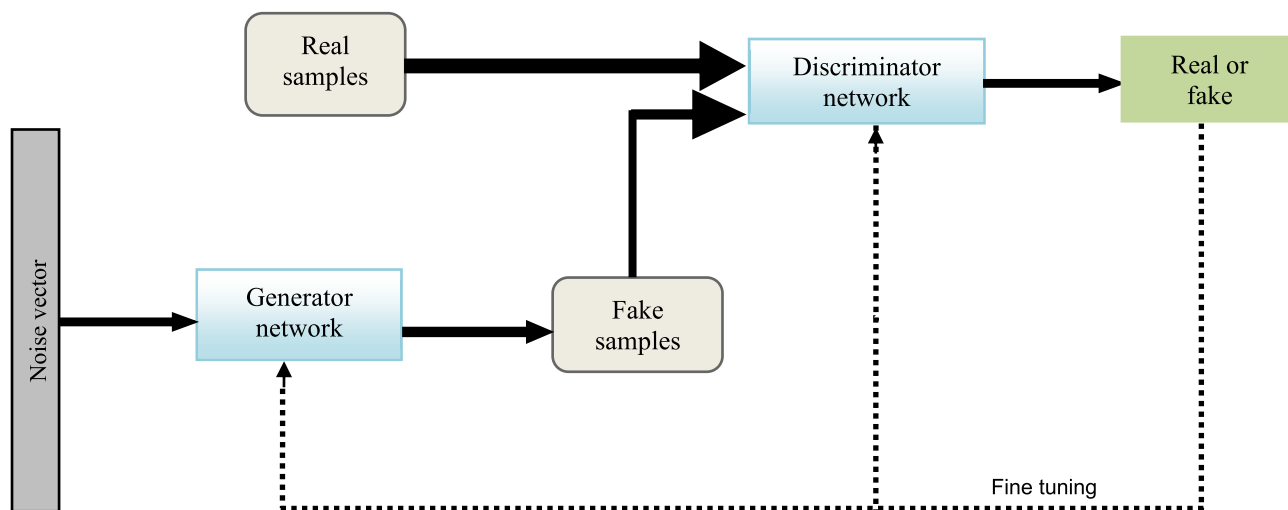 Real
samples
Discriminator
network
Real or
fake
Noise vector
Generator
network
Fake
samples
Fine tuning